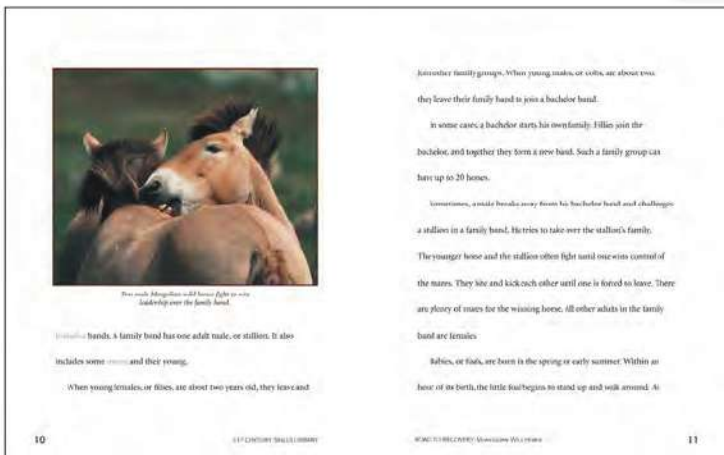 Two male Mongolian wild horses fight to win
leadership over the family band.
bands. A family band has one adult male, or stallion. It also
includes some mares and their young.
When young females, or fillies, are about two years old, they leave and
10
21ST CENTURY SKILLS LIBRARY
join other family groups. When young males, or colts, are about two,
they leave their family band to join a bachelor band.
In some cases, a bachelor starts his own family. Fillies join the
bachelor, and together they form a new band. Such a family group can
have up to 20 horses.
Sometimes, a male breaks away from his bachelor band and challenges
a stallion in a family band. He tries to take over the stallion's family.
The younger horse and the stallion often fight until one wins control of
the mares. They bite and kick each other until one is forced to leave. There
are plenty of mares for the winning horse. All other adults in the family
band are females.
Babies, or foals, are born in the spring or early summer. Within an
hour of its birth, the little foal begins to stand up and walk around. At
ROAD TO RECOVERY: MONGOLIAN WILD HORSE
11